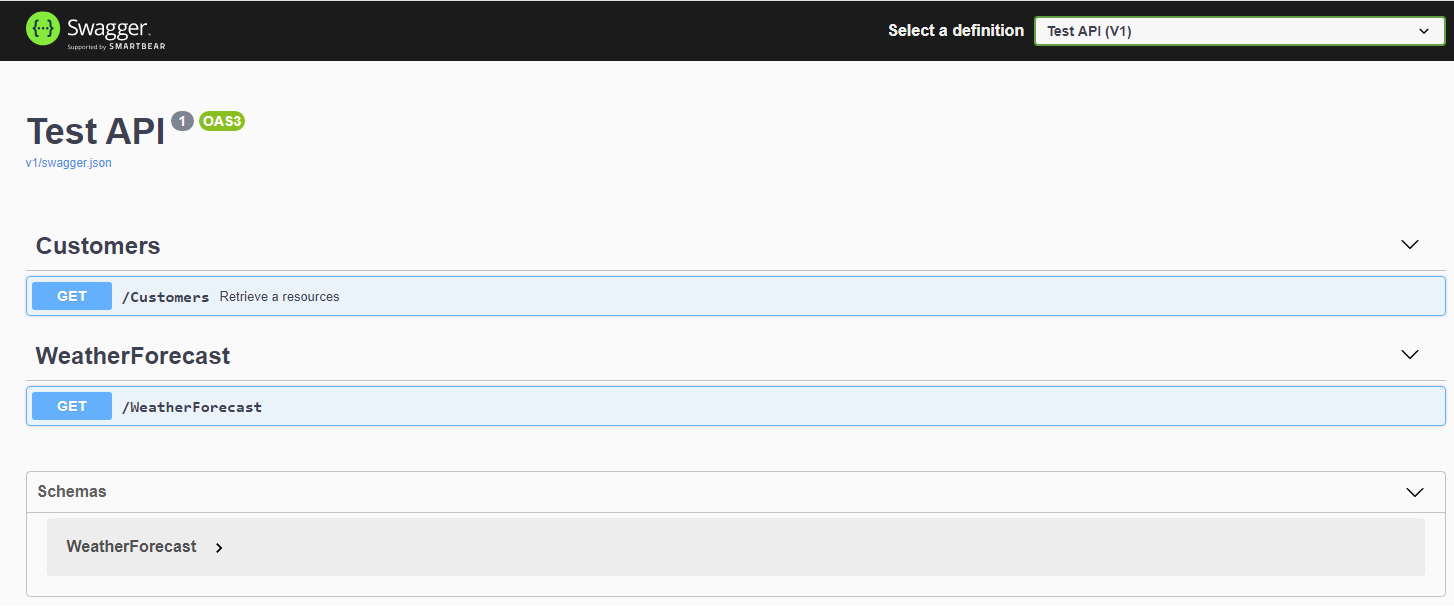 {··} Swagger. Select a definition Test API (V1)
Supported by SMARTBEAR
Test API 1 OAS3
v1/swagger.json
Customers
GET /Customers Retrieve a resources
WeatherForecast
GET /WeatherForecast
Schemas
WeatherForecast